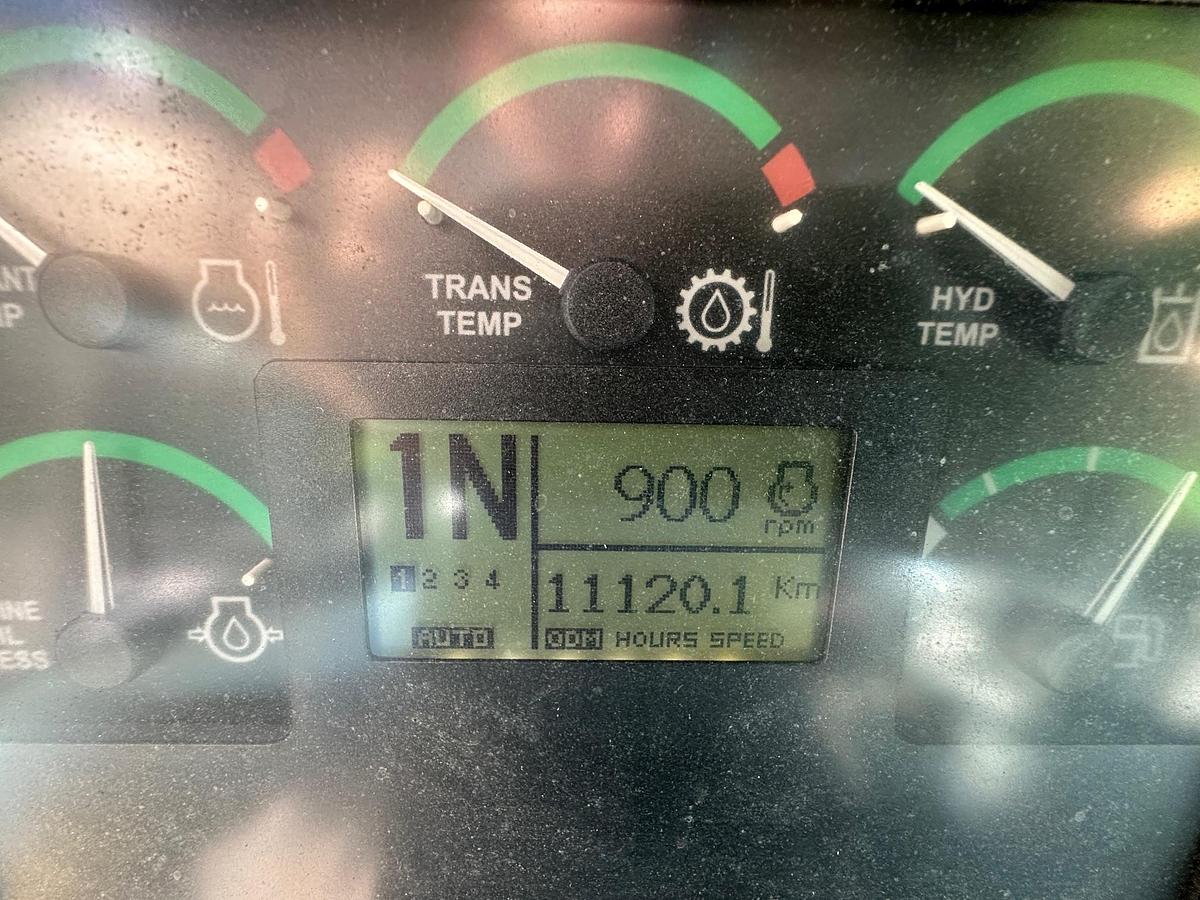 TRANS
TEMP
HYD
TEMP
1N
900
rpm
1 2 3 4
11120.1 Km
AUTO
ODM HOURS SPEED